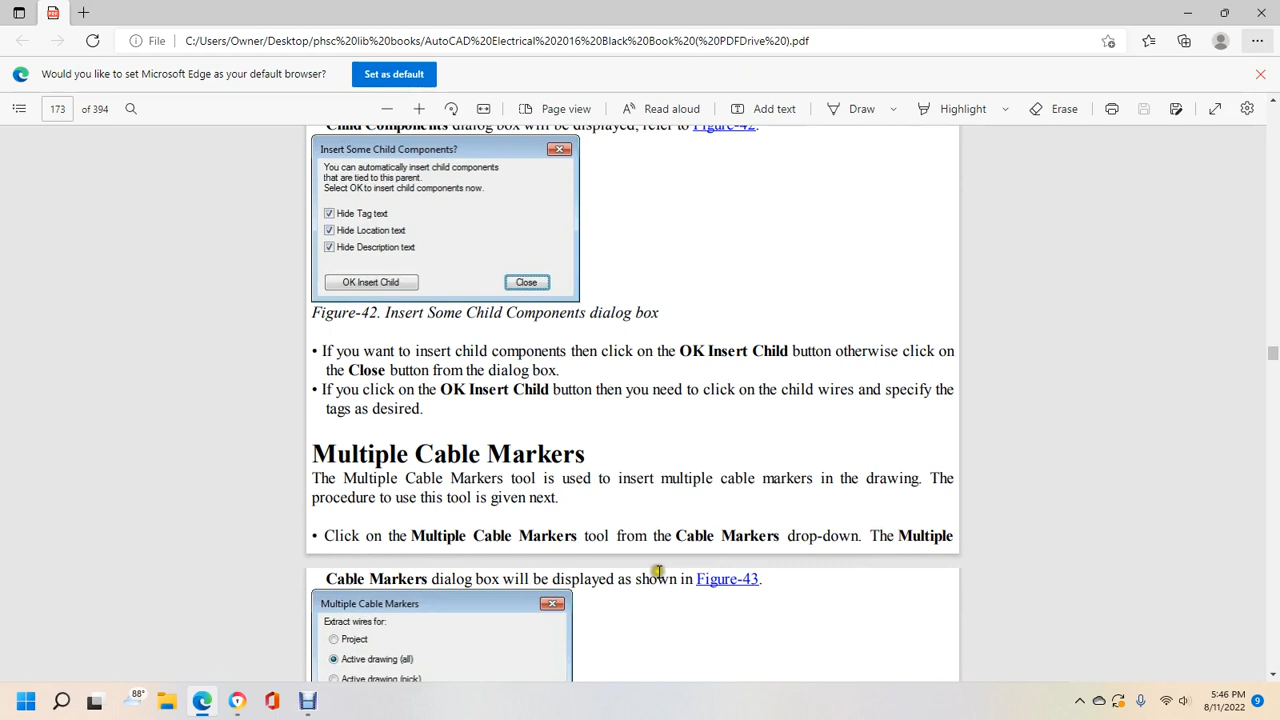 File
C:/Users/Owner/Desktop/phsc%20lib%20books/AutoCAD%20Electrical%202016%20Black%20Book%20(%20PDFDrive%20).pdf
Would you like to set Microsoft Edge as your default browser?
Set as default
173 of 394
Page view
Read aloud
Add text
Draw
Highlight
Erase
Child Components dialog box will be displayed, refer to Figure-42.
Insert Some Child Components?
You can automatically insert child components
that are tied to this parent.
Select OK to insert child components now.
Hide Tag text
Hide Location text
Hide Description text
OK Insert Child
Close
Figure-42. Insert Some Child Components dialog box
• If you want to insert child components then click on the OK Insert Child button otherwise click on
the Close button from the dialog box.
• If you click on the OK Insert Child button then you need to click on the child wires and specify the
tags as desired.
Multiple Cable Markers
The Multiple Cable Markers tool is used to insert multiple cable markers in the drawing. The
procedure to use this tool is given next.
• Click on the Multiple Cable Markers tool from the Cable Markers drop-down. The Multiple
Cable Markers dialog box will be displayed as shown in Figure-43.
Multiple Cable Markers
Extract wires for:
Project
Active drawing (all)
Active drawing (pick)
88°
5:46 PM
8/11/2022
9